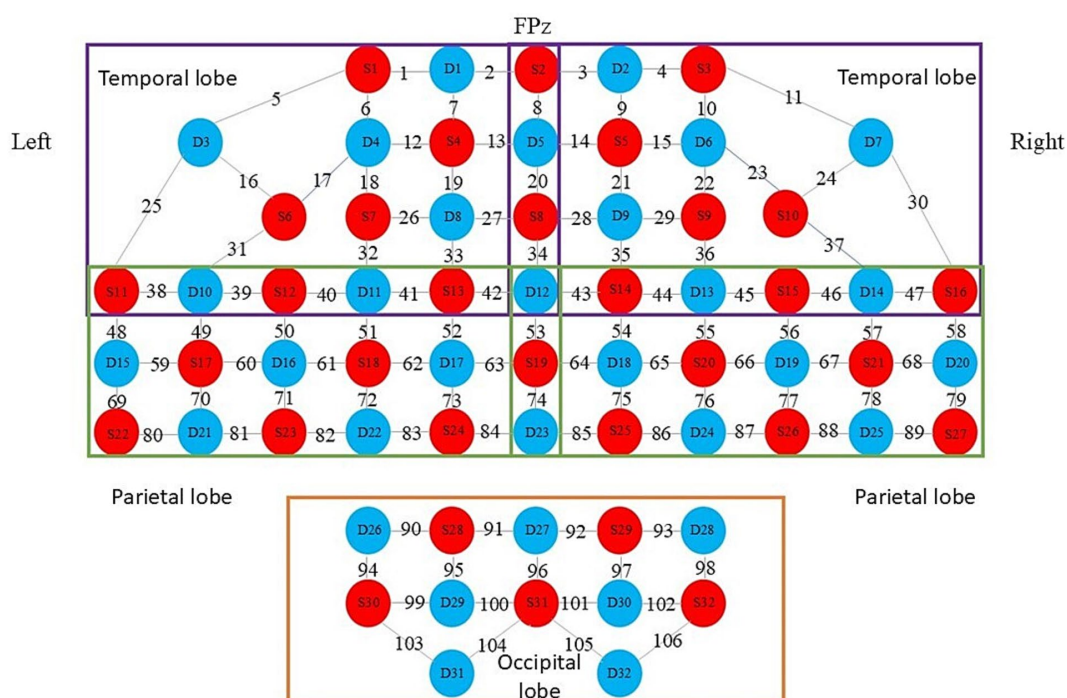 FPz
Temporal lobe
Temporal lobe
Left
Right
S1 1 D1 2 S2 3 D2 4 S3
5 6 7 8 9 10 11
D3 D4 12 S4 13 D5 14 S5 15 D6 D7
16 17 18 19 20 21 22 23 24
25 S6 S7 26 D8 27 S8 28 D9 29 S9 S10 30
31 32 33 34 35 36 37
S11 38 D10 39 S12 40 D11 41 S13 42 D12 43 S14 44 D13 45 S15 46 D14 47 S16
48 49 50 51 52 53 54 55 56 57 58
D15 59 S17 60 D16 61 S18 62 D17 63 S19 64 D18 65 S20 66 D19 67 S21 68 D20
69 70 71 72 73 74 75 76 77 78 79
S22 80 D21 81 S23 82 D22 83 S24 84 D23 85 S25 86 D24 87 S26 88 D25 89 S27
Parietal lobe
Parietal lobe
D26 90 S28 91 D27 92 S29 93 D28
94 95 96 97 98
S30 99 D29 100 S31 101 D30 102 S32
103 104 105 106
D31 D32
Occipital
lobe